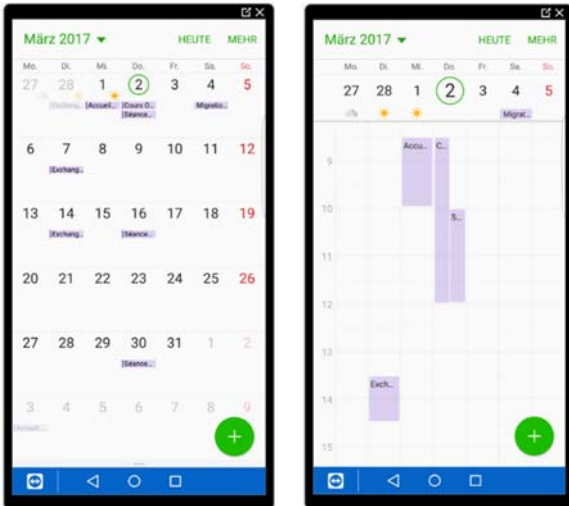 März 2017 HEUTE MEHR
Mo. Di. Mi. Do. Fr. Sa. So.
27 28 1 2 3 4 5
Exchang.. Accueil.. Cours O.. Migratio..
Séance..
6 7 8 9 10 11 12
Exchang..
13 14 15 16 17 18 19
Exchang.. Séance..
20 21 22 23 24 25 26
27 28 29 30 31 1 2
Séance..
3 4 5 6 7 8 9
März 2017 HEUTE MEHR
Mo. Di. Mi. Do. Fr. Sa. So.
27 28 1 2 3 4 5
Migrat..
9
Accu.. C..
10
S..
12
13
Exch..
14
15